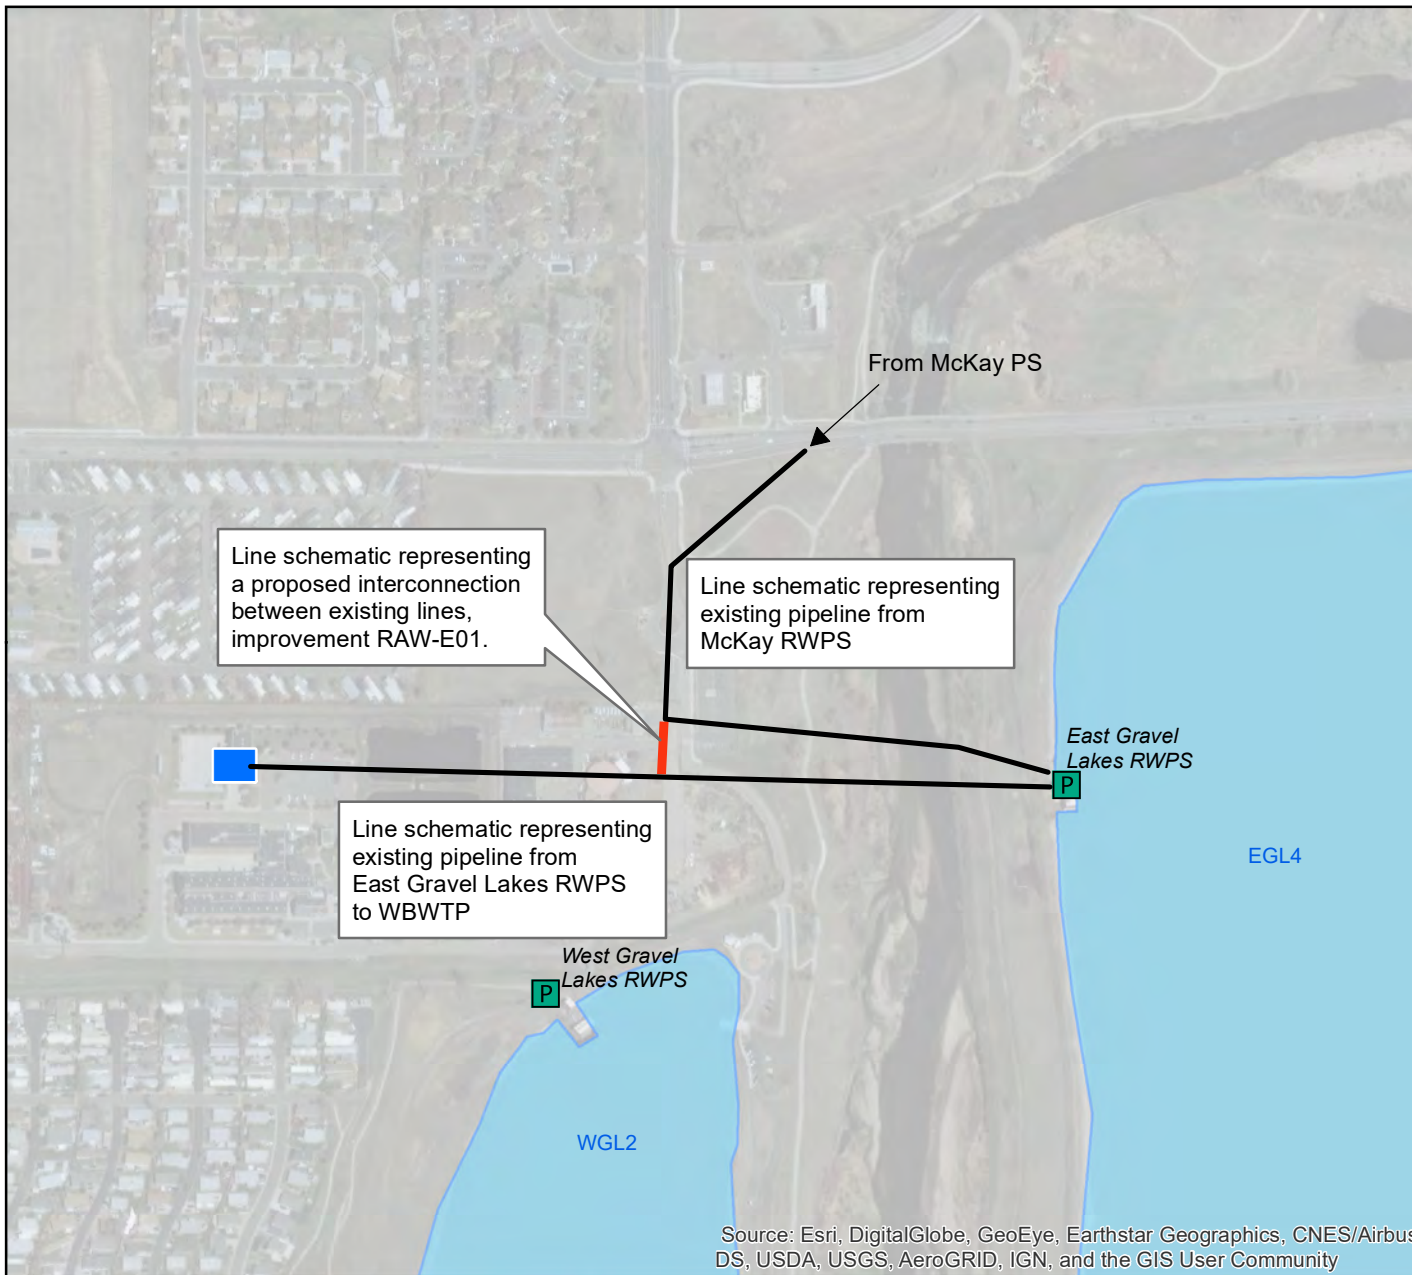 From McKay PS
Line schematic representing
a proposed interconnection
between existing lines,
improvement RAW-E01.
Line schematic representing
existing pipeline from
McKay RWPS
East Gravel
Lakes RWPS
P
Line schematic representing
existing pipeline from
East Gravel Lakes RWPS
to WBWTP
EGL4
West Gravel
Lakes RWPS
P
WGL2
Source: Esri, DigitalGlobe, GeoEye, Earthstar Geographics, CNES/Airbus
DS, USDA, USGS, AeroGRID, IGN, and the GIS User Community